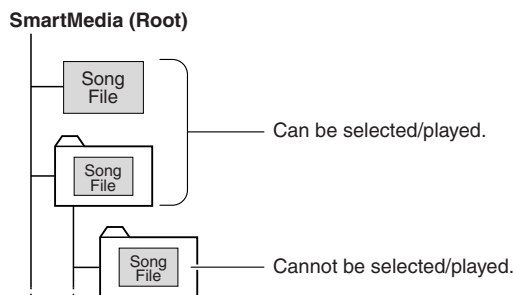 SmartMedia (Root)
Song
File
Can be selected/played.
Song
File
Song
File
Cannot be selected/played.